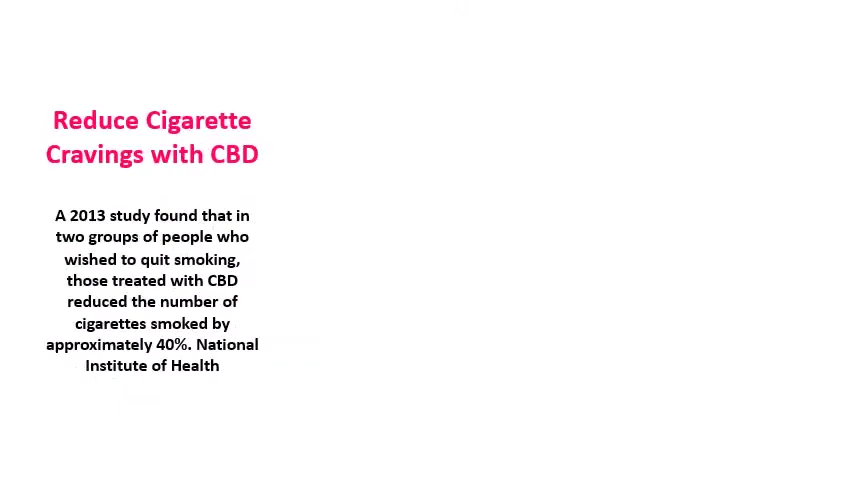 Reduce Cigarette
Cravings with CBD
A 2013 study found that in
two groups of people who
wished to quit smoking,
those treated with CBD
reduced the number of
cigarettes smoked by
approximately 40%. National
Institute of Health